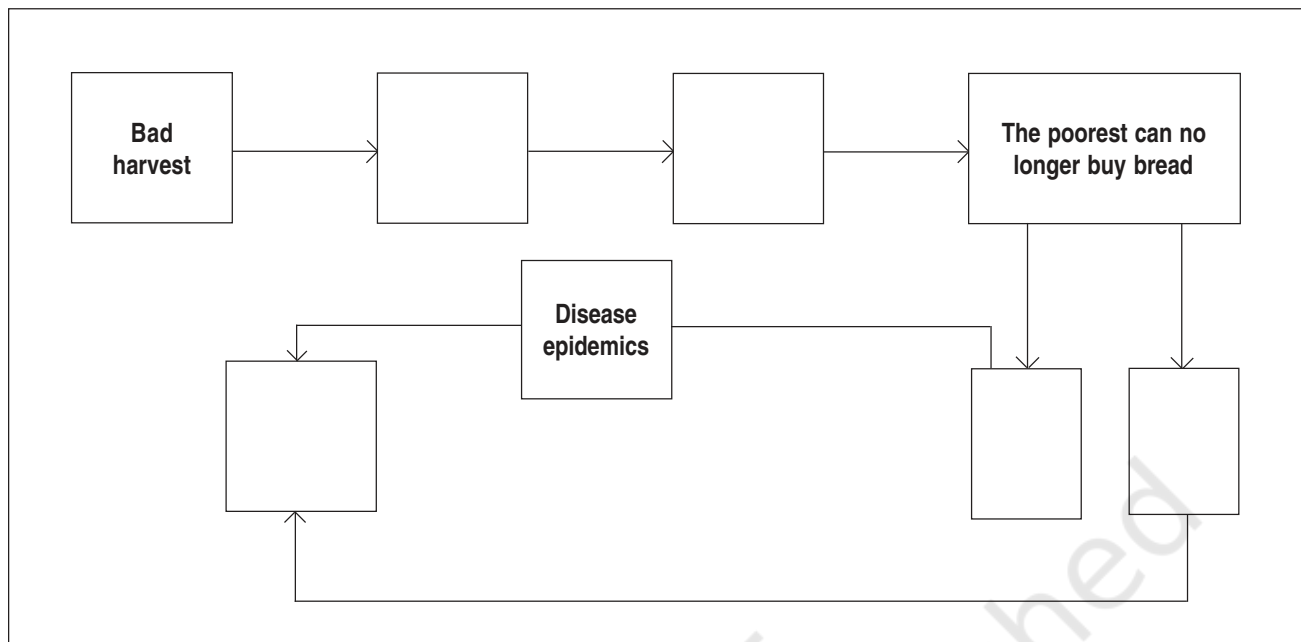 Bad
harvest
The poorest can no
longer buy bread
Disease
epidemics